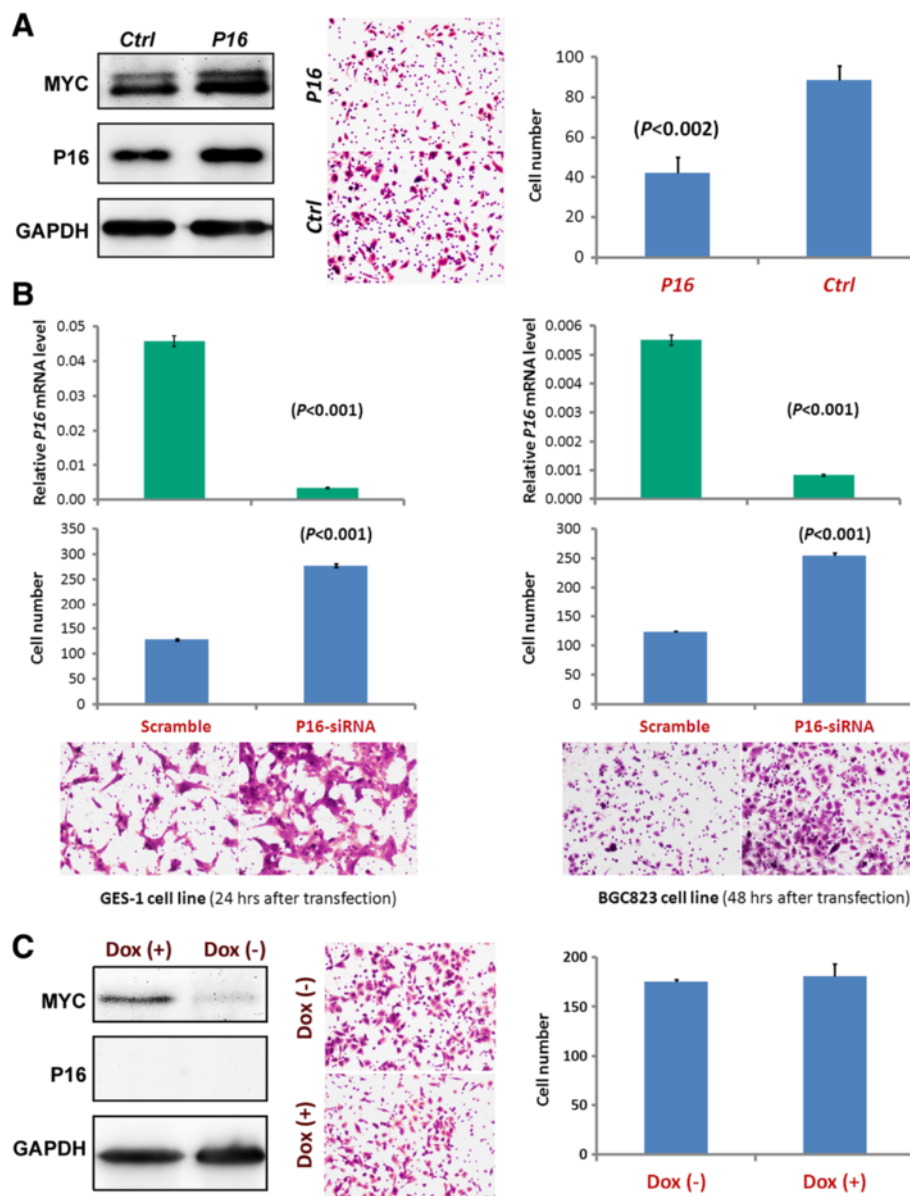 A
Ctrl P16
MYC
P16
GAPDH
P16
Ctrl
Cell number
100
80
60
40
20
0
(P<0.002)
P16 Ctrl
B
Relative P16 mRNA level
0.05
0.04
0.03
0.02
0.01
0.00
(P<0.001)
Cell number
350
300
250
200
150
100
50
0
(P<0.001)
Scramble P16-siRNA
GES-1 cell line (24 hrs after transfection)
Relative P16 mRNA level
0.006
0.005
0.004
0.003
0.002
0.001
0.000
(P<0.001)
Cell number
300
250
200
150
100
50
0
(P<0.001)
Scramble P16-siRNA
BGC823 cell line (48 hrs after transfection)
C
Dox (+) Dox (-)
MYC
P16
GAPDH
Dox (-)
Dox (+)
Cell number
200
150
100
50
0
Dox (-) Dox (+)